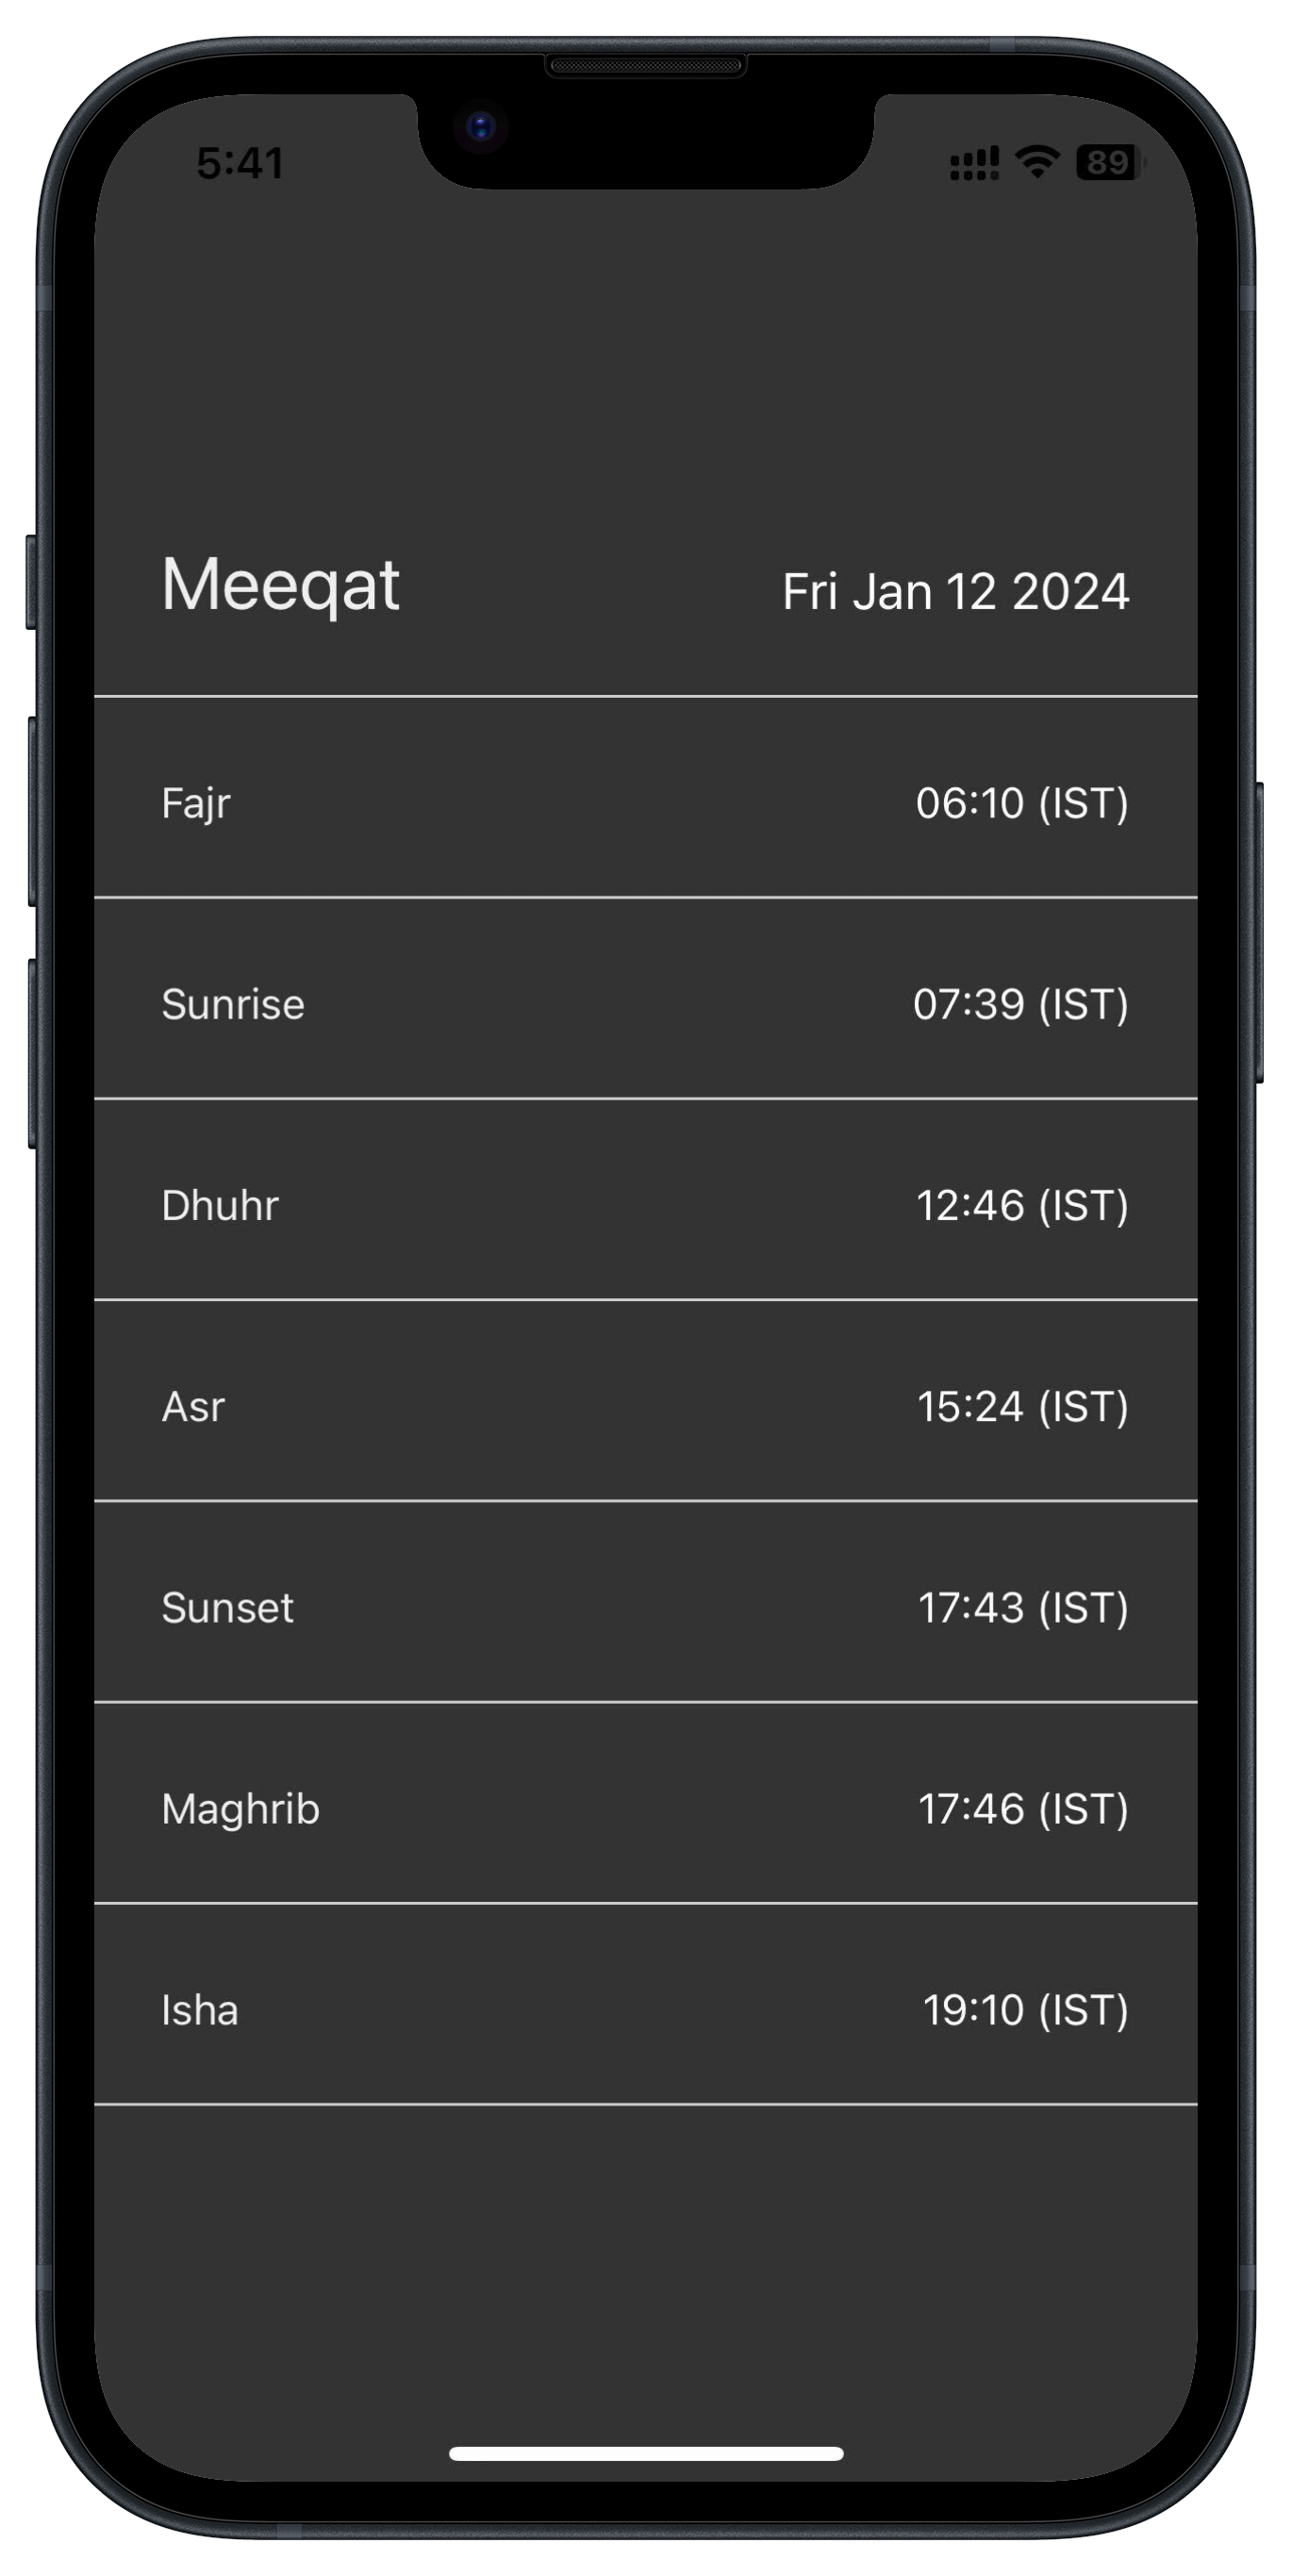 5:41 89
Meeqat Fri Jan 12 2024
Fajr 06:10 (IST)
Sunrise 07:39 (IST)
Dhuhr 12:46 (IST)
Asr 15:24 (IST)
Sunset 17:43 (IST)
Maghrib 17:46 (IST)
Isha 19:10 (IST)